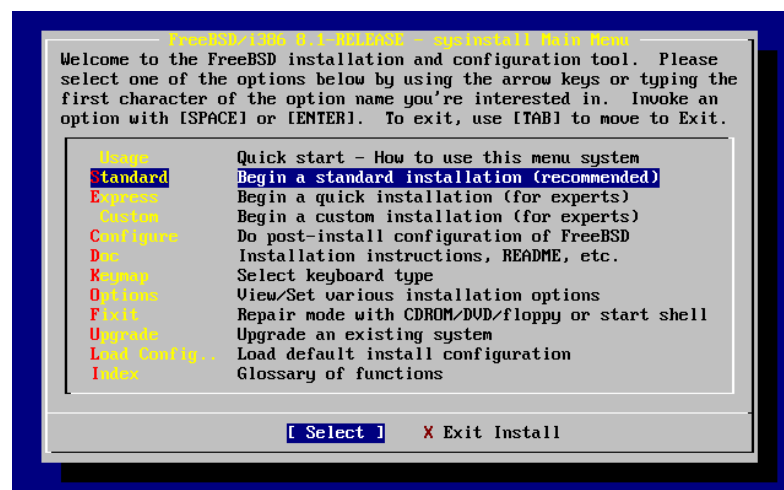 FreeBSD/i386 8.1-RELEASE - sysinstall Main Menu
Welcome to the FreeBSD installation and configuration tool.  Please
select one of the options below by using the arrow keys or typing the
first character of the option name you're interested in.  Invoke an
option with [SPACE] or [ENTER].  To exit, use [TAB] to move to Exit.
Usage Quick start - How to use this menu system
Standard Begin a standard installation (recommended)
Express Begin a quick installation (for experts)
Custom Begin a custom installation (for experts)
Configure Do post-install configuration of FreeBSD
Doc Installation instructions, README, etc.
Keymap Select keyboard type
Options View/Set various installation options
Fixit Repair mode with CDROM/DVD/floppy or start shell
Upgrade Upgrade an existing system
Load Config.. Load default install configuration
Index Glossary of functions
[ Select ] X Exit Install